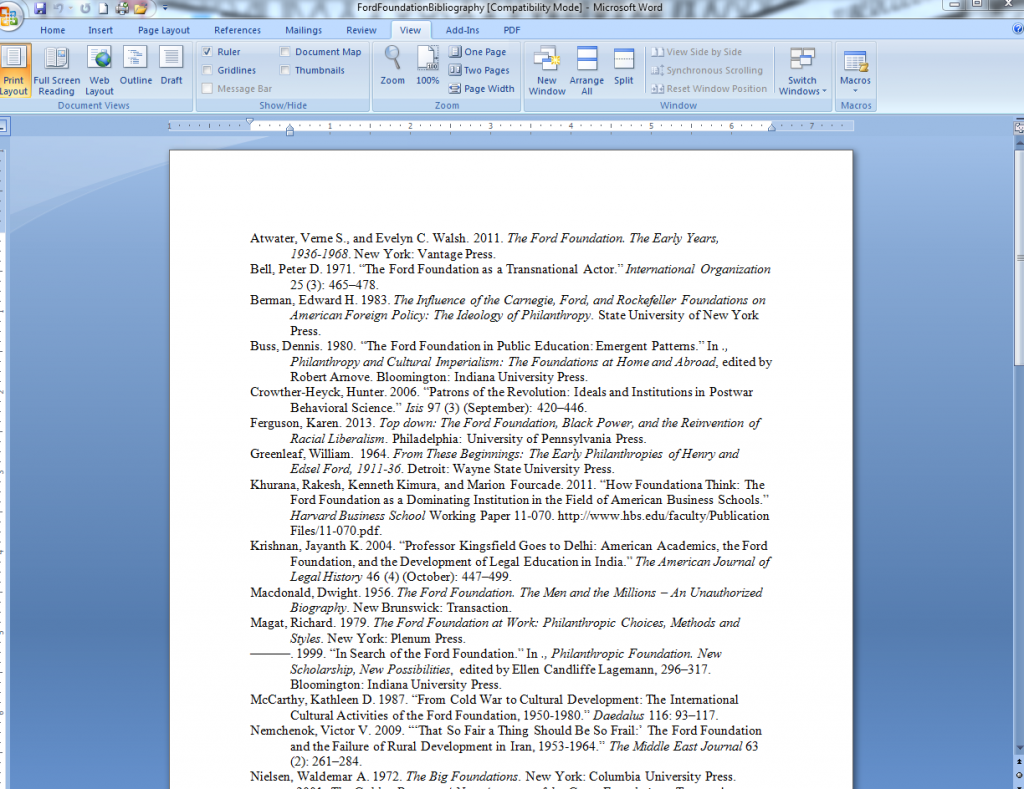 FordFoundationBibliography [Compatibility Mode] - Microsoft Word
Home Insert Page Layout References Mailings Review View Add-Ins PDF
Print Layout
Full Screen Reading
Web Layout
Outline
Draft
Document Views
Ruler
Gridlines
Message Bar
Document Map
Thumbnails
Show/Hide
Zoom
100%
One Page
Two Pages
Page Width
Zoom
New Window
Arrange All
Split
View Side by Side
Synchronous Scrolling
Reset Window Position
Window
Switch Windows
Macros
Macros
1 1 2 3 4 5 6 7
Atwater, Verne S., and Evelyn C. Walsh. 2011. The Ford Foundation. The Early Years,
1936-1968. New York: Vantage Press.
Bell, Peter D. 1971. “The Ford Foundation as a Transnational Actor.” International Organization
25 (3): 465–478.
Berman, Edward H. 1983. The Influence of the Carnegie, Ford, and Rockefeller Foundations on
American Foreign Policy: The Ideology of Philanthropy. State University of New York
Press.
Buss, Dennis. 1980. “The Ford Foundation in Public Education: Emergent Patterns.” In .,
Philanthropy and Cultural Imperialism: The Foundations at Home and Abroad, edited by
Robert Arnove. Bloomington: Indiana University Press.
Crowther-Heyck, Hunter. 2006. “Patrons of the Revolution: Ideals and Institutions in Postwar
Behavioral Science.” Isis 97 (3) (September): 420–446.
Ferguson, Karen. 2013. Top down: The Ford Foundation, Black Power, and the Reinvention of
Racial Liberalism. Philadelphia: University of Pennsylvania Press.
Greenleaf, William. 1964. From These Beginnings: The Early Philanthropies of Henry and
Edsel Ford, 1911-36. Detroit: Wayne State University Press.
Khurana, Rakesh, Kenneth Kimura, and Marion Fourcade. 2011. “How Foundationa Think: The
Ford Foundation as a Dominating Institution in the Field of American Business Schools.”
Harvard Business School Working Paper 11-070. http://www.hbs.edu/faculty/Publication
Files/11-070.pdf.
Krishnan, Jayanth K. 2004. “Professor Kingsfield Goes to Delhi: American Academics, the Ford
Foundation, and the Development of Legal Education in India.” The American Journal of
Legal History 46 (4) (October): 447–499.
Macdonald, Dwight. 1956. The Ford Foundation. The Men and the Millions – An Unauthorized
Biography. New Brunswick: Transaction.
Magat, Richard. 1979. The Ford Foundation at Work: Philanthropic Choices, Methods and
Styles. New York: Plenum Press.
———. 1999. “In Search of the Ford Foundation.” In ., Philanthropic Foundation. New
Scholarship, New Possibilities, edited by Ellen Candliffe Lagemann, 296–317.
Bloomington: Indiana University Press.
McCarthy, Kathleen D. 1987. “From Cold War to Cultural Development: The International
Cultural Activities of the Ford Foundation, 1950-1980.” Daedalus 116: 93–117.
Nemchenok, Victor V. 2009. “‘That So Fair a Thing Should Be So Frail:’ The Ford Foundation
and the Failure of Rural Development in Iran, 1953-1964.” The Middle East Journal 63
(2): 261–284.
Nielsen, Waldemar A. 1972. The Big Foundations. New York: Columbia University Press.